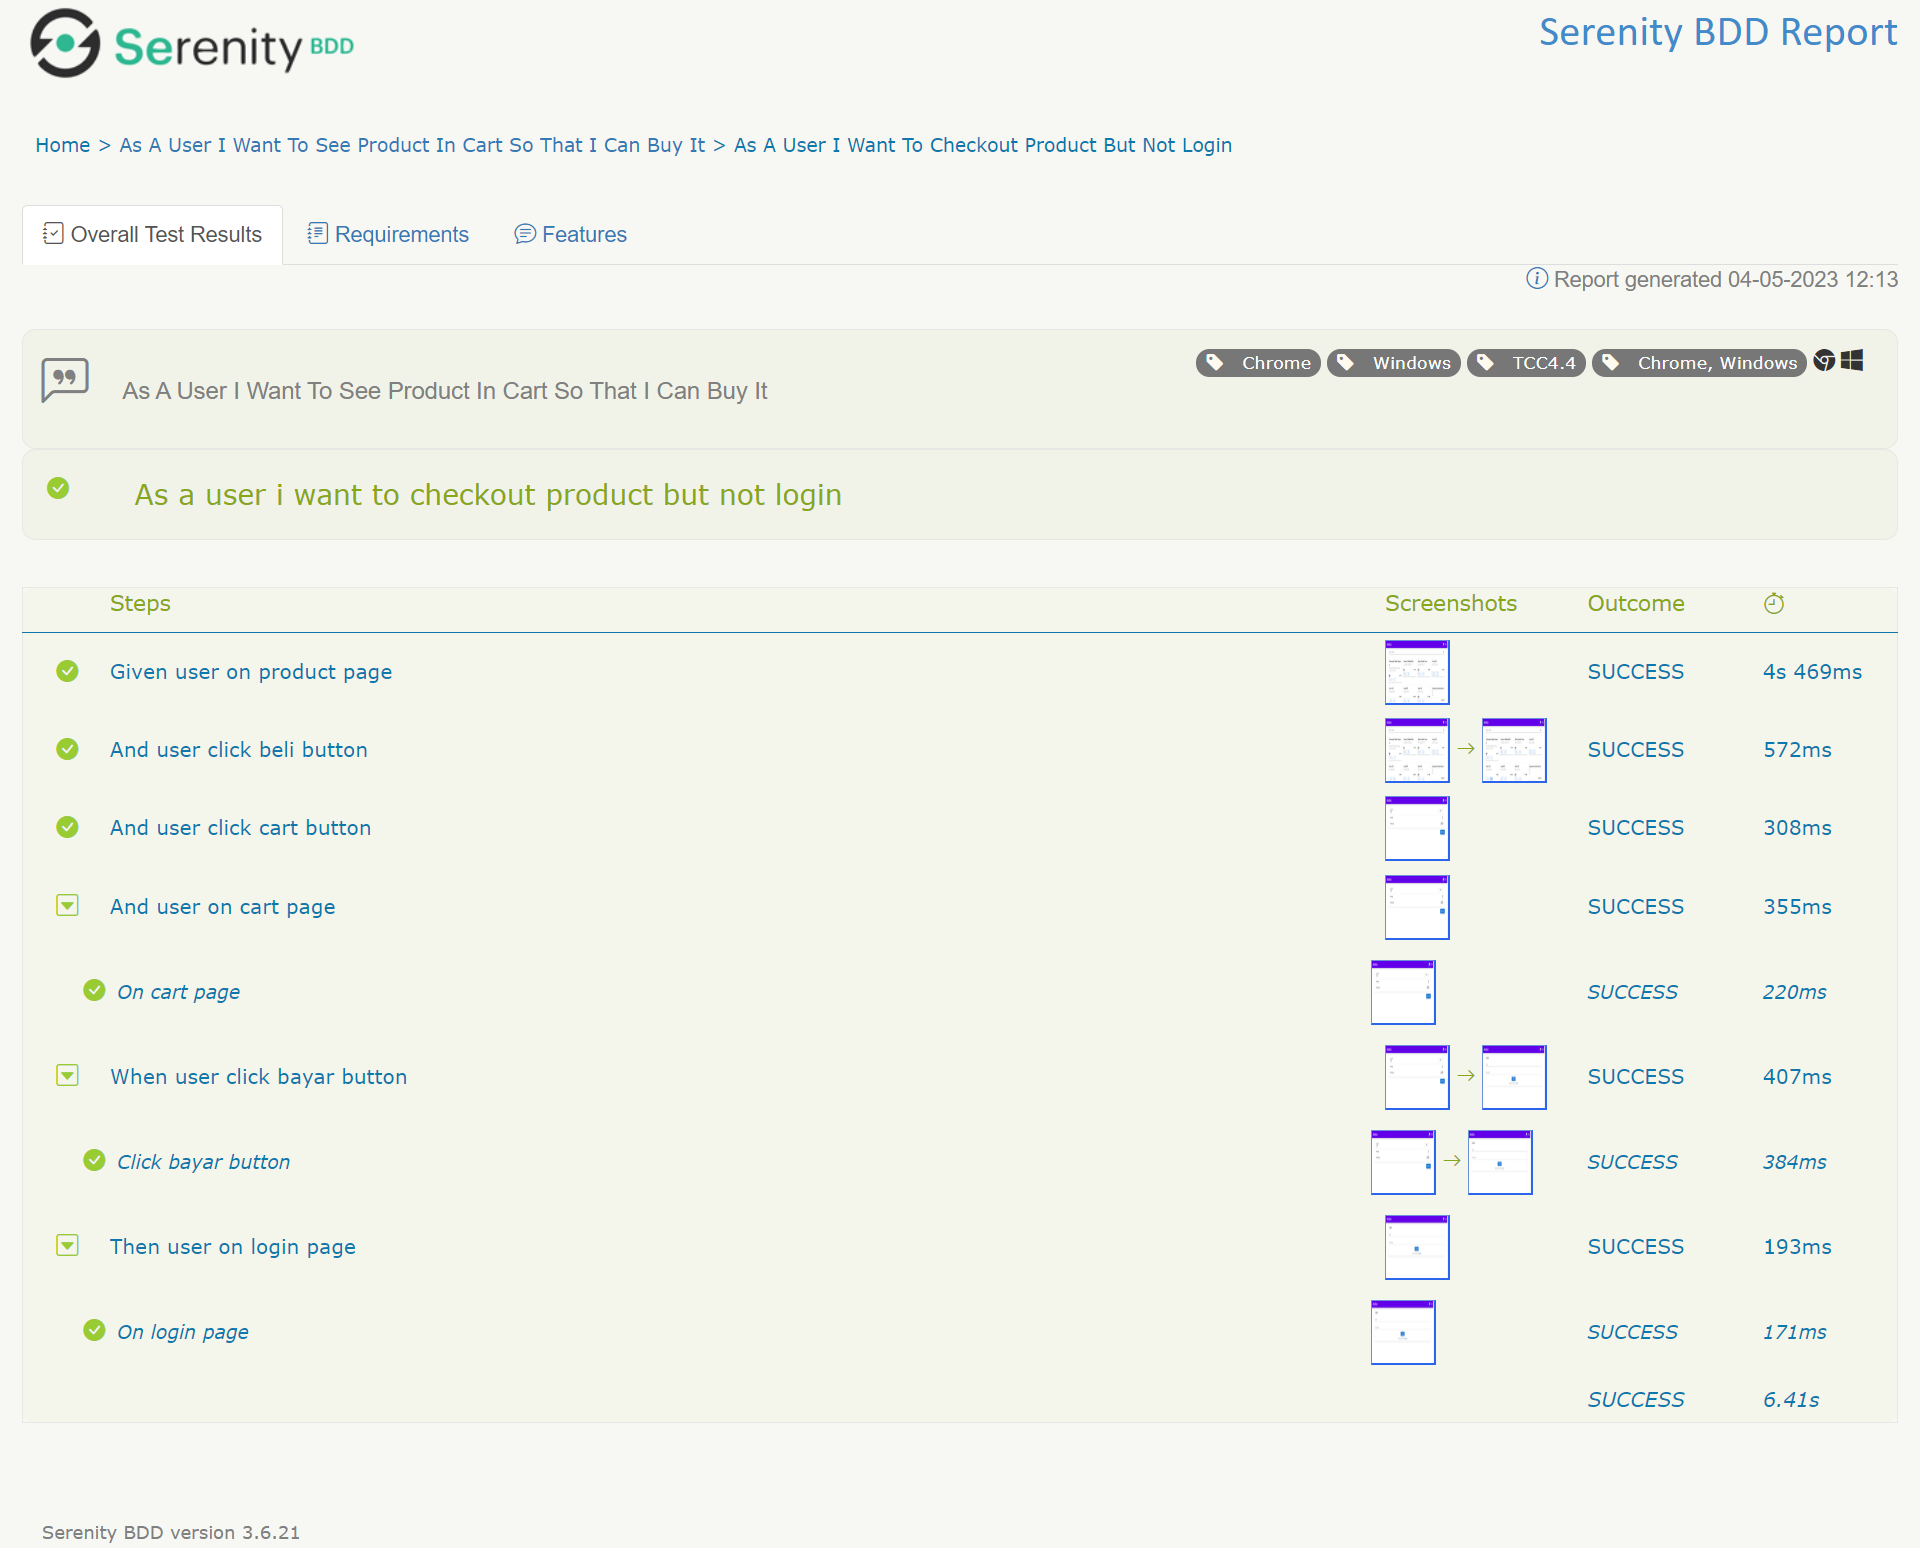 Serenity BDD
Serenity BDD Report
Home > As A User I Want To See Product In Cart So That I Can Buy It > As A User I Want To Checkout Product But Not Login
Overall Test Results
Requirements
Features
Report generated 04-05-2023 12:13
Chrome
Windows
TCC4.4
Chrome, Windows
As A User I Want To See Product In Cart So That I Can Buy It
As a user i want to checkout product but not login
Steps Screenshots Outcome
Given user on product page SUCCESS 4s 469ms
And user click beli button SUCCESS 572ms
And user click cart button SUCCESS 308ms
And user on cart page SUCCESS 355ms
On cart page SUCCESS 220ms
When user click bayar button SUCCESS 407ms
Click bayar button SUCCESS 384ms
Then user on login page SUCCESS 193ms
On login page SUCCESS 171ms
SUCCESS 6.41s
Serenity BDD version 3.6.21